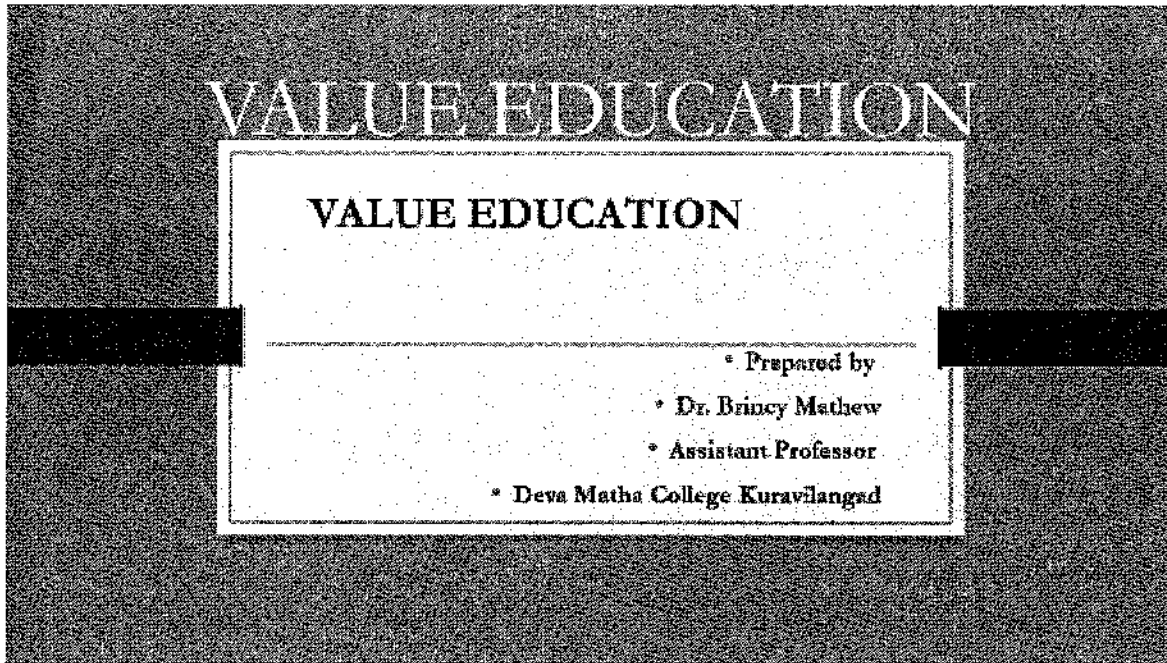 VALUE EDUCATION
VALUE EDUCATION
* Prepared by
* Dr. Brincy Mathew
* Assistant Professor
* Deva Matha College Kuravilangad